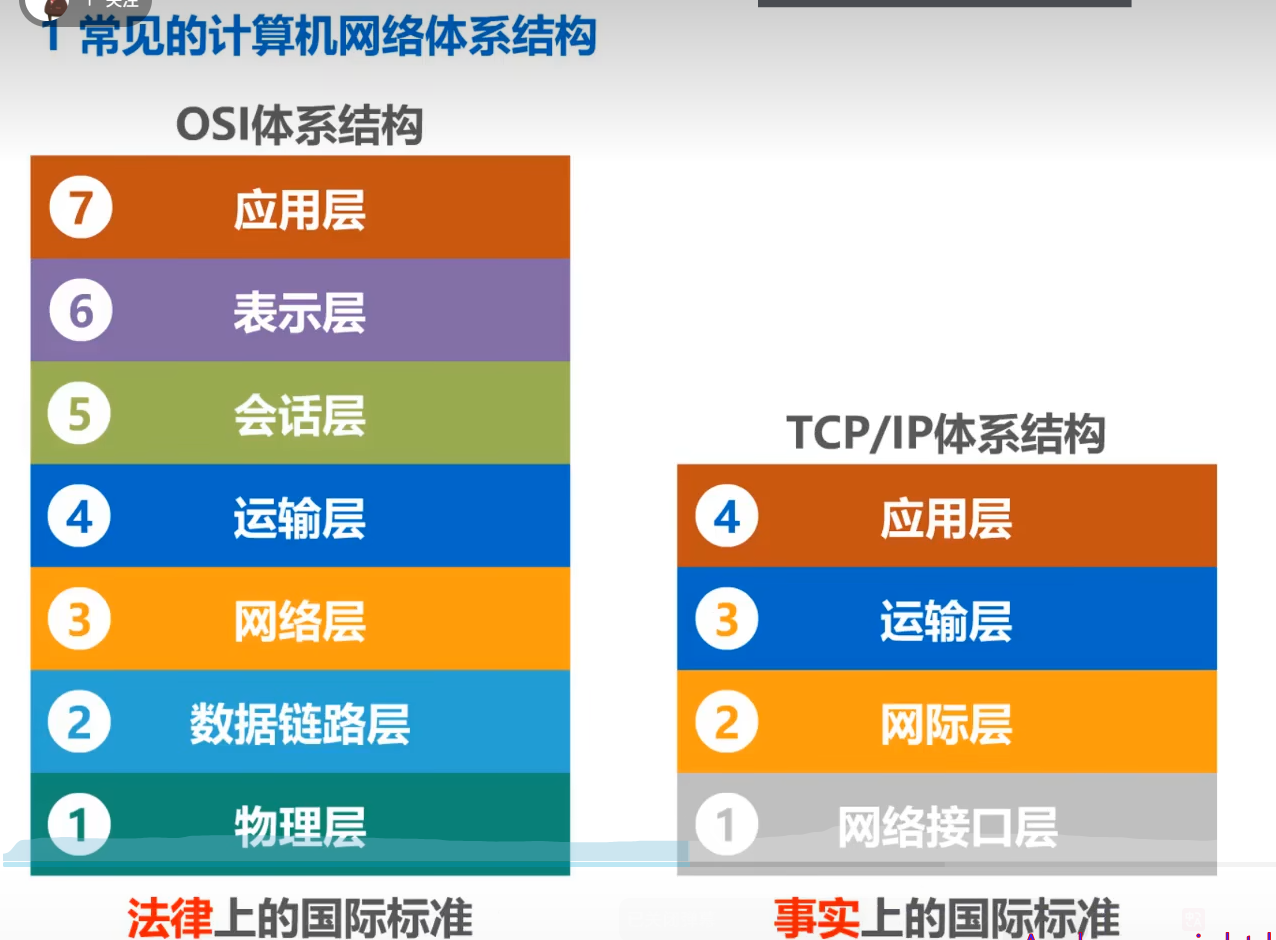 1 常见的计算机网络体系结构
OSI体系结构
7 应用层
6 表示层
5 会话层
4 运输层
3 网络层
2 数据链路层
1 物理层
法律上的国际标准
TCP/IP体系结构
4 应用层
3 运输层
2 网际层
1 网络接口层
事实上的国际标准